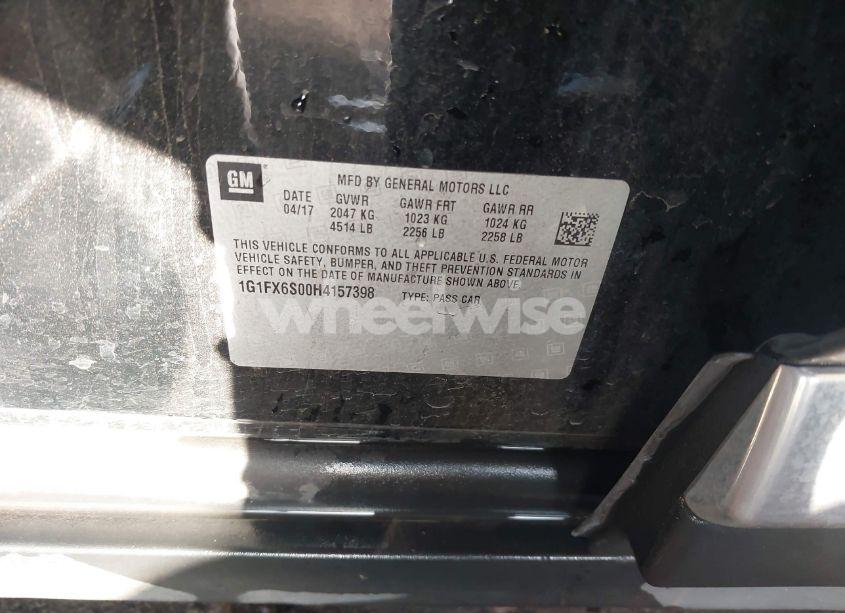 GM
MFD BY GENERAL MOTORS LLC
DATE GVWR GAWR FRT GAWR RR
04/17 2047 KG 1023 KG 1024 KG
4514 LB 2256 LB 2258 LB
THIS VEHICLE CONFORMS TO ALL APPLICABLE U.S. FEDERAL MOTOR
VEHICLE SAFETY, BUMPER, AND THEFT PREVENTION STANDARDS IN
EFFECT ON THE DATE OF MANUFACTURE SHOWN ABOVE.
1G1FX6S00H4157398 TYPE: PASS CAR
wheelwise